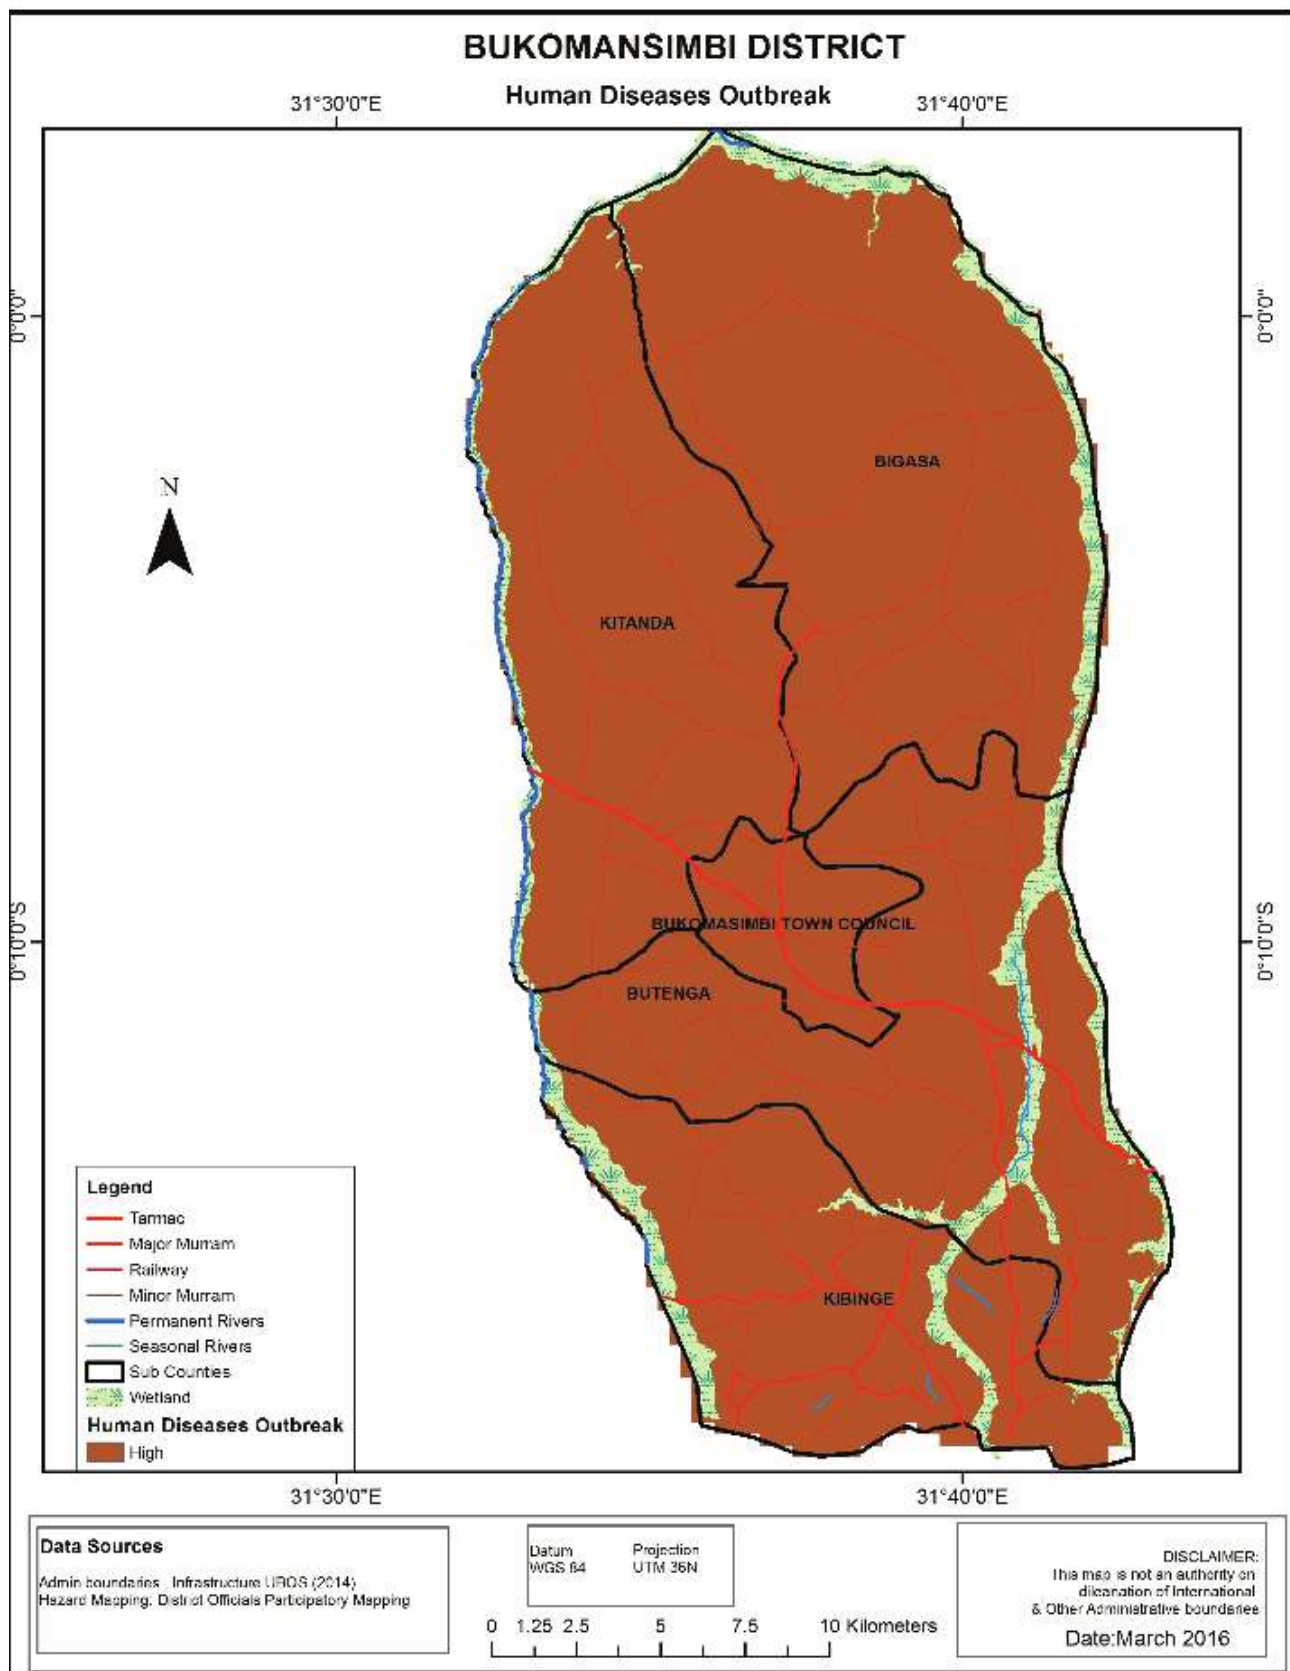 BUKOMANSIMBI DISTRICT
Human Diseases Outbreak
31°30'0"E
31°40'0"E
0°0'0"
0°0'0"
BIGASA
N
KITANDA
BUKOMASIMBI TOWN COUNCIL
0°10'0"S
0°10'0"S
BUTENGA
KIBINGE
Legend
Tarmac
Major Murram
Railway
Minor Murram
Permanent Rivers
Seasonal Rivers
Sub Counties
Wetland
Human Diseases Outbreak
High
31°30'0"E
31°40'0"E
Data Sources
Admin boundaries Infrastructure UBOS (2014)
Hazard Mapping: District Officials Participatory Mapping
Datum
WGS 84
Projection
UTM 36N
0 1.25 2.5 5 7.5 10 Kilometers
DISCLAIMER:
This map is not an authority on
dileanation of International
& Other Administrative boundaries
Date:March 2016